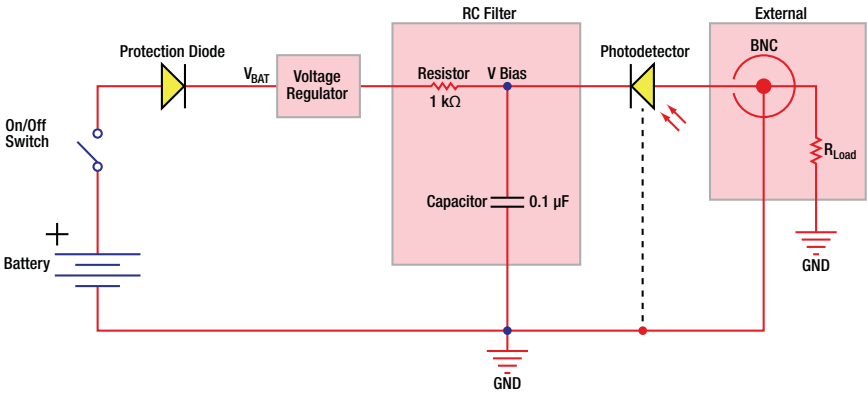 RC Filter
External
Protection Diode
Photodetector
BNC
V_BAT
Voltage
Regulator
Resistor
V Bias
1 kΩ
On/Off
Switch
R_Load
Capacitor
0.1 µF
+
Battery
GND
GND